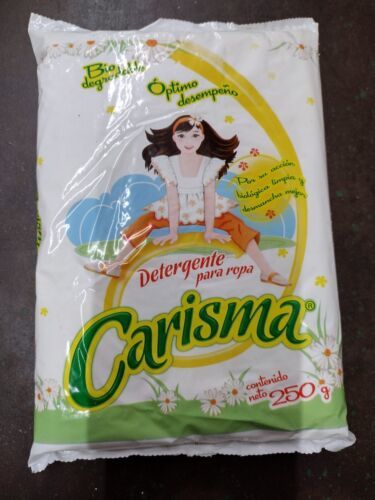 Bio
degradable
Óptimo
desempeño
Por su acción
biológica limpia y
desmancha mejor
Detergente
para ropa
Carisma®
contenido
neto 250 g